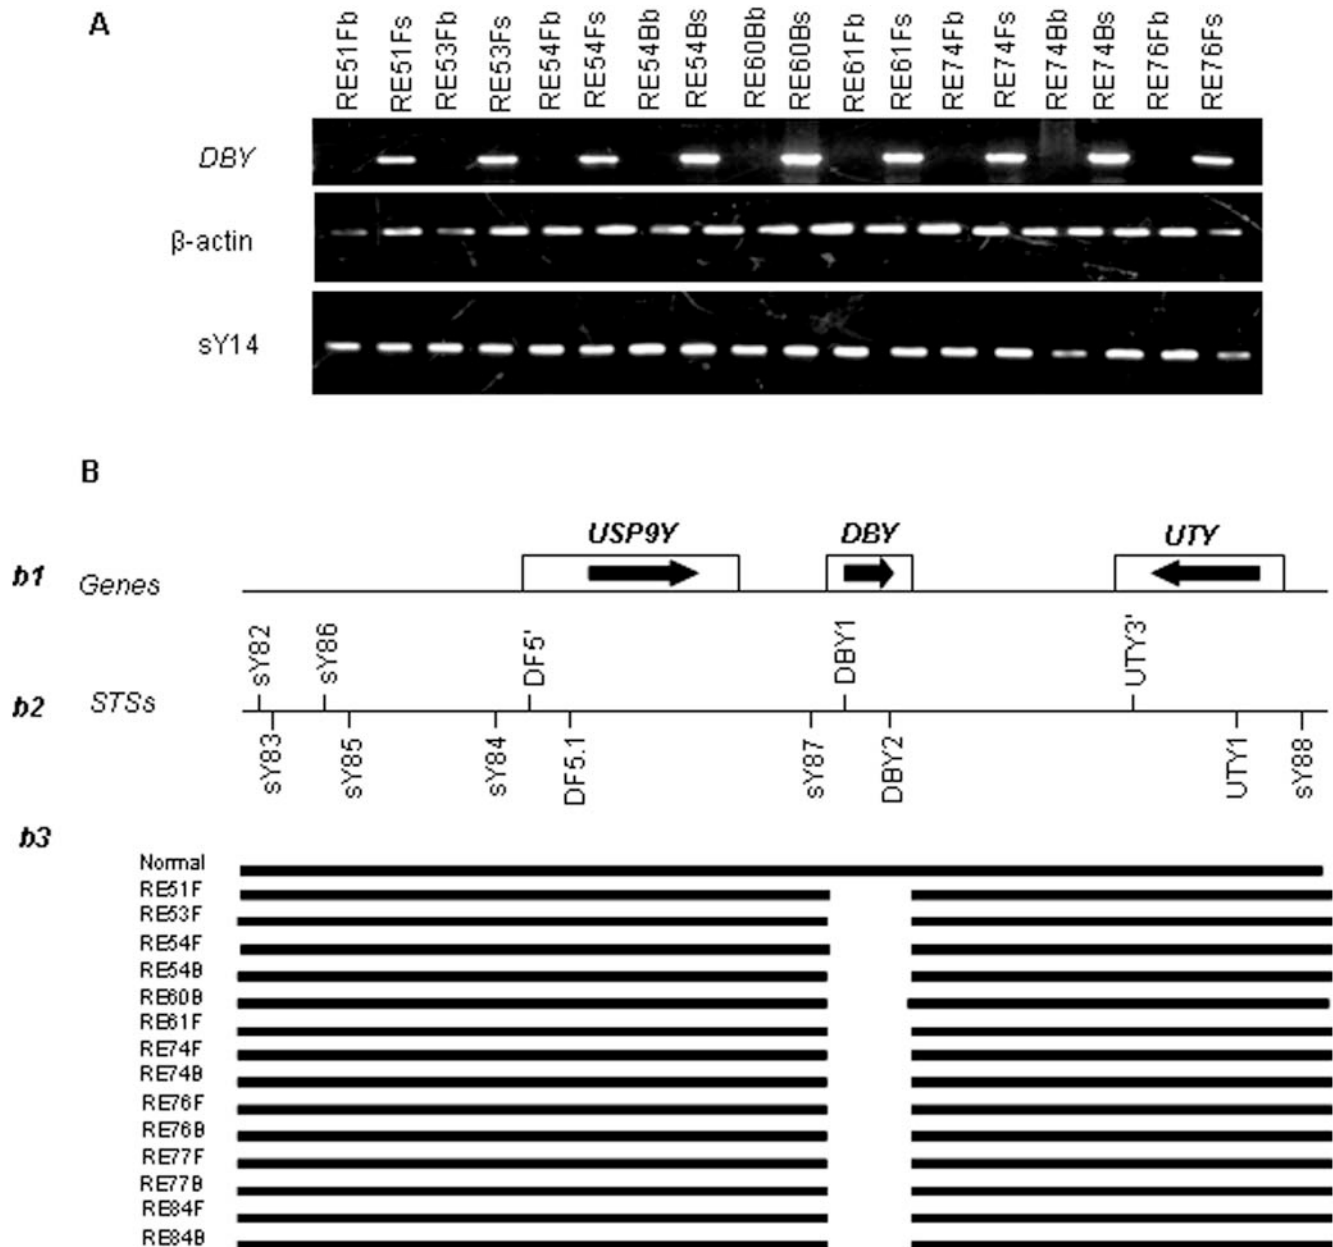 A
RE51Fb RE51Fs RE53Fb RE53Fs RE54Fb RE54Fs RE54Bb RE54Bs RE60Bb RE60Bs RE61Fb RE61Fs RE74Fb RE74Fs RE74Bb RE74Bs RE76Fb RE76Fs
DBY
β-actin
sY14
B
USP9Y DBY UTY
b1 Genes
sY82 sY86 DF5' DBY1 UTY3'
b2 STSs
sY83 sY85 sY84 DF5.1 sY87 DBY2 UTY1 sY88
b3
Normal
RE51F
RE53F
RE54F
RE54B
RE60B
RE61F
RE74F
RE74B
RE76F
RE76B
RE77F
RE77B
RE84F
RE84B